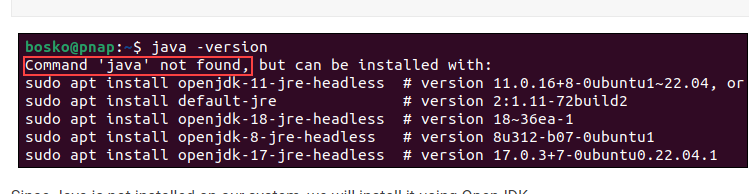 bosko@pnap:~$ java -version
Command 'java' not found, but can be installed with:
sudo apt install openjdk-11-jre-headless  # version 11.0.16+8-0ubuntu1~22.04, or
sudo apt install default-jre              # version 2:1.11-72build2
sudo apt install openjdk-18-jre-headless  # version 18~36ea-1
sudo apt install openjdk-8-jre-headless   # version 8u312-b07-0ubuntu1
sudo apt install openjdk-17-jre-headless  # version 17.0.3+7-0ubuntu0.22.04.1
Since Java is not installed on our system, we will install it using Open JDK